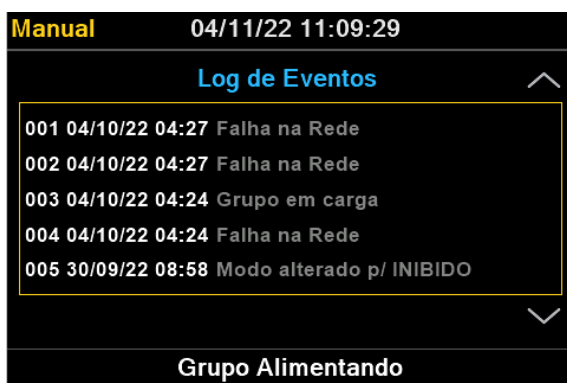 Manual 04/11/22 11:09:29
Log de Eventos
001 04/10/22 04:27 Falha na Rede
002 04/10/22 04:27 Falha na Rede
003 04/10/22 04:24 Grupo em carga
004 04/10/22 04:24 Falha na Rede
005 30/09/22 08:58 Modo alterado p/ INIBIDO
Grupo Alimentando